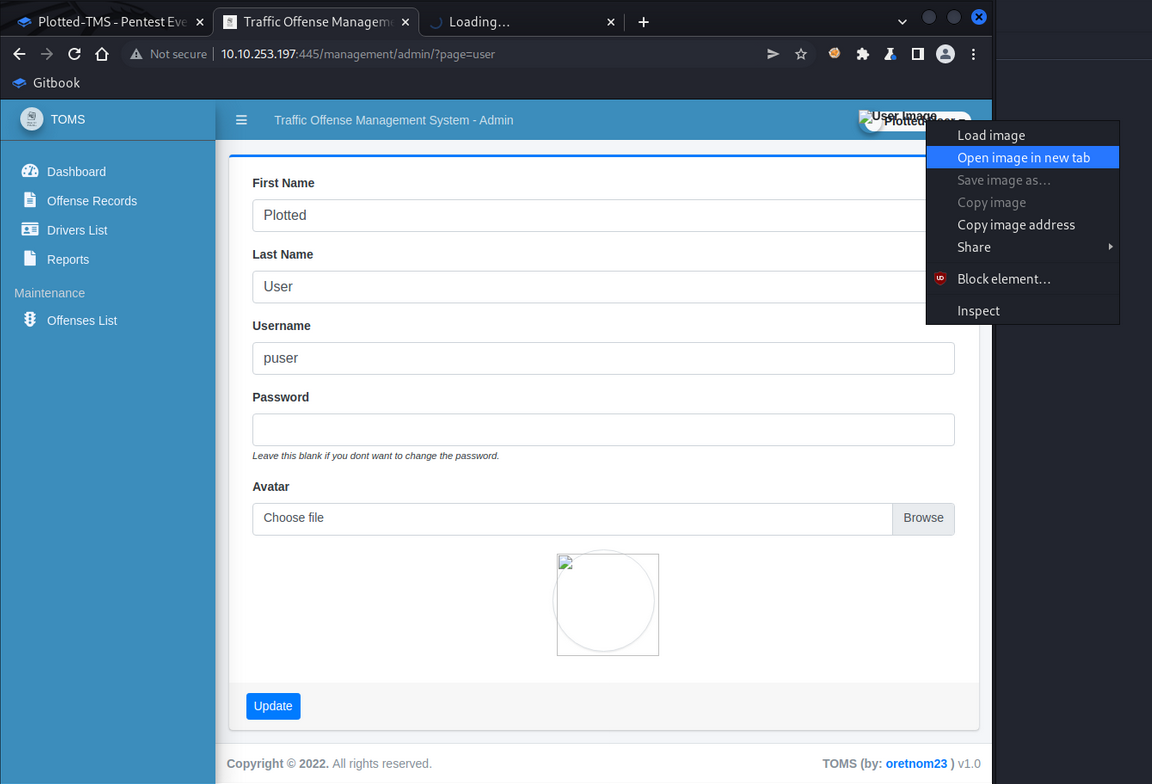 Plotted-TMS - Pentest Eve
Traffic Offense Managemen
Loading…
Not secure
10.10.253.197:445/management/admin/?page=user
Gitbook
TOMS
Traffic Offense Management System - Admin
User Image
Plotted User
Load image
Open image in new tab
Save image as…
Copy image
Copy image address
Share
Block element…
Inspect
Dashboard
Offense Records
Drivers List
Reports
Maintenance
Offenses List
First Name
Plotted
Last Name
User
Username
puser
Password
Leave this blank if you dont want to change the password.
Avatar
Choose file
Browse
Update
Copyright © 2022. All rights reserved.
TOMS (by: oretnom23 ) v1.0